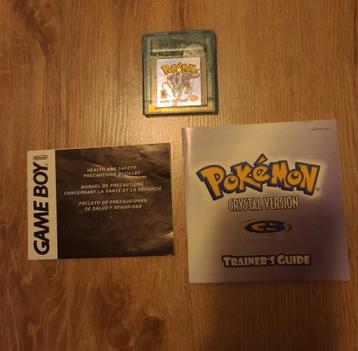 POKéMON
GAME BOY
HEALTH AND SAFETY
PRECAUTIONS BOOKLET
MANUEL DE PRÉCAUTIONS
CONCERNANT LA SANTÉ ET LA SÉCURITÉ
FOLLETO DE PRECAUCIONES
DE SALUD Y SEGURIDAD
POKéMON
CRYSTAL VERSION
TRAINER'S GUIDE